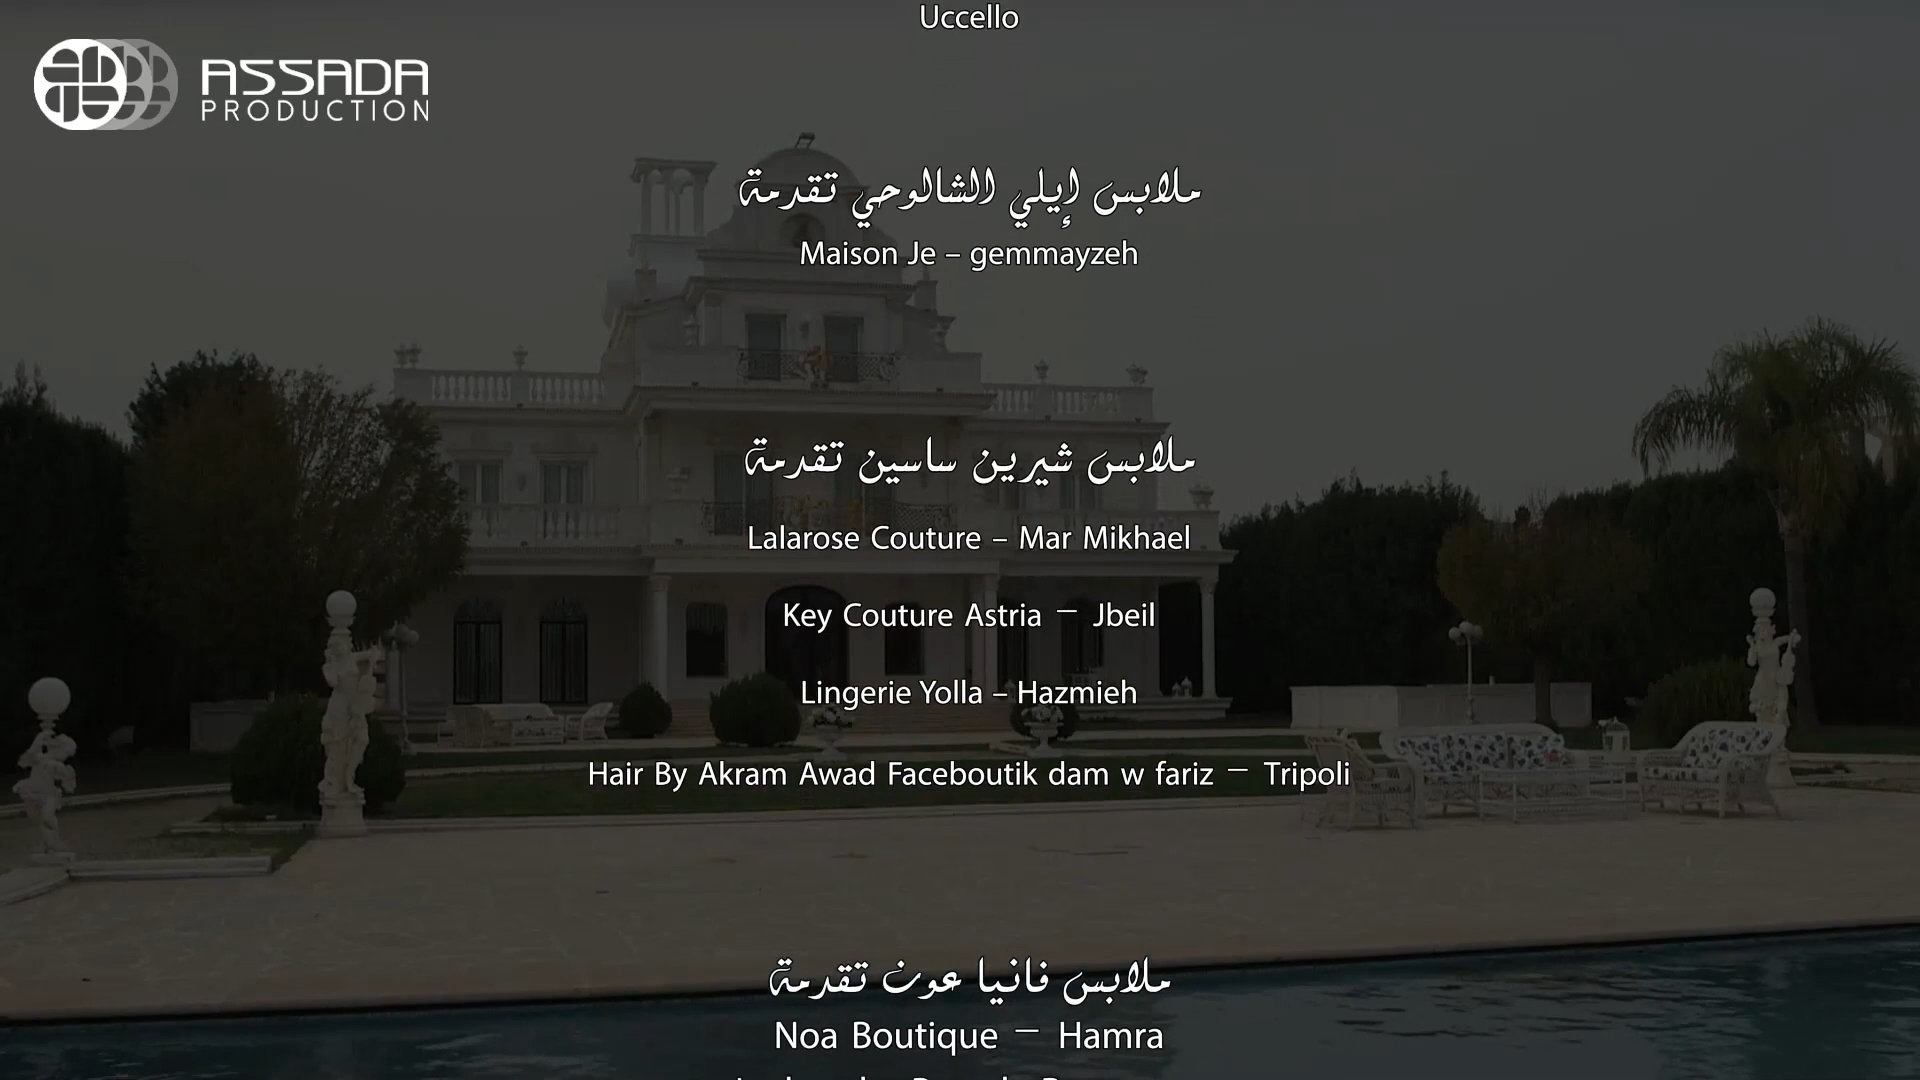 Uccello
ASSADA
PRODUCTION
ملابس إيلي الشالوحي تقدمة
Maison Je – gemmayzeh
ملابس شيرين ساسين تقدمة
Lalarose Couture – Mar Mikhael
Key Couture Astria – Jbeil
Lingerie Yolla – Hazmieh
Hair By Akram Awad Faceboutik dam w fariz – Tripoli
ملابس فانيا عون تقدمة
Noa Boutique – Hamra